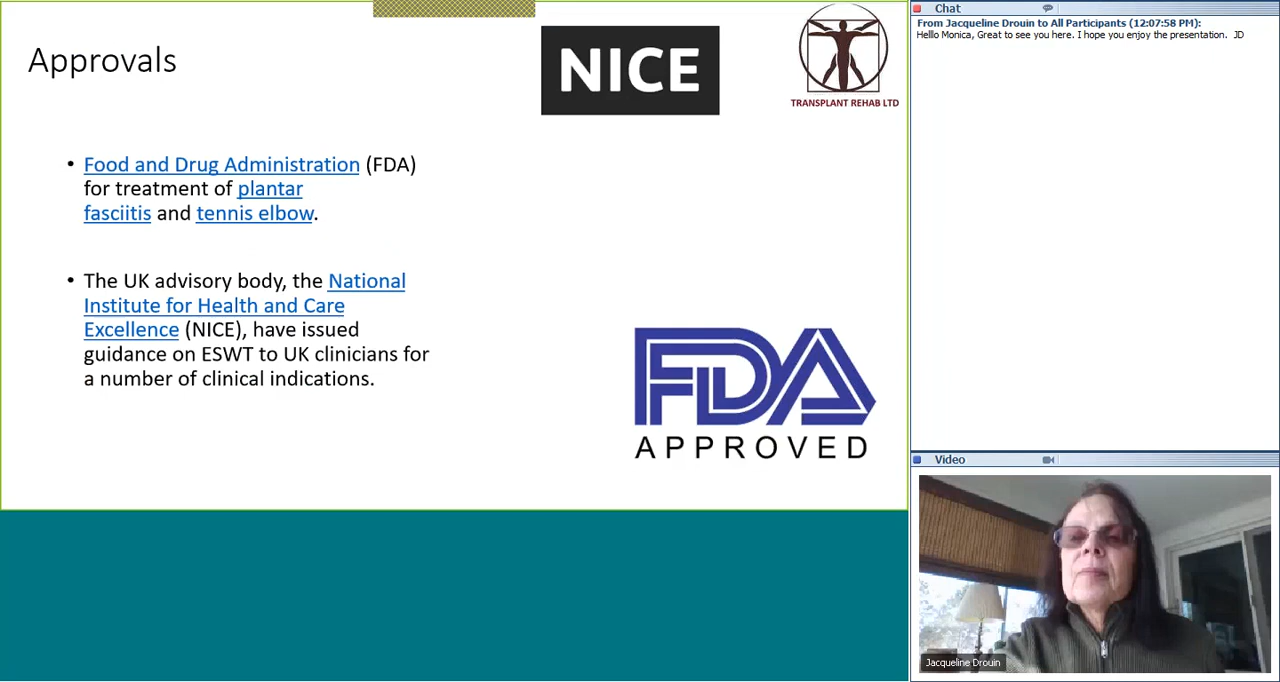 Approvals
NICE
TRANSPLANT REHAB LTD
• Food and Drug Administration (FDA)
for treatment of plantar
fasciitis and tennis elbow.
• The UK advisory body, the National
Institute for Health and Care
Excellence (NICE), have issued
guidance on ESWT to UK clinicians for
a number of clinical indications.
FDA
APPROVED
Chat
From Jacqueline Drouin to All Participants (12:07:58 PM):
Helllo Monica, Great to see you here. I hope you enjoy the presentation. JD
Video
Jacqueline Drouin